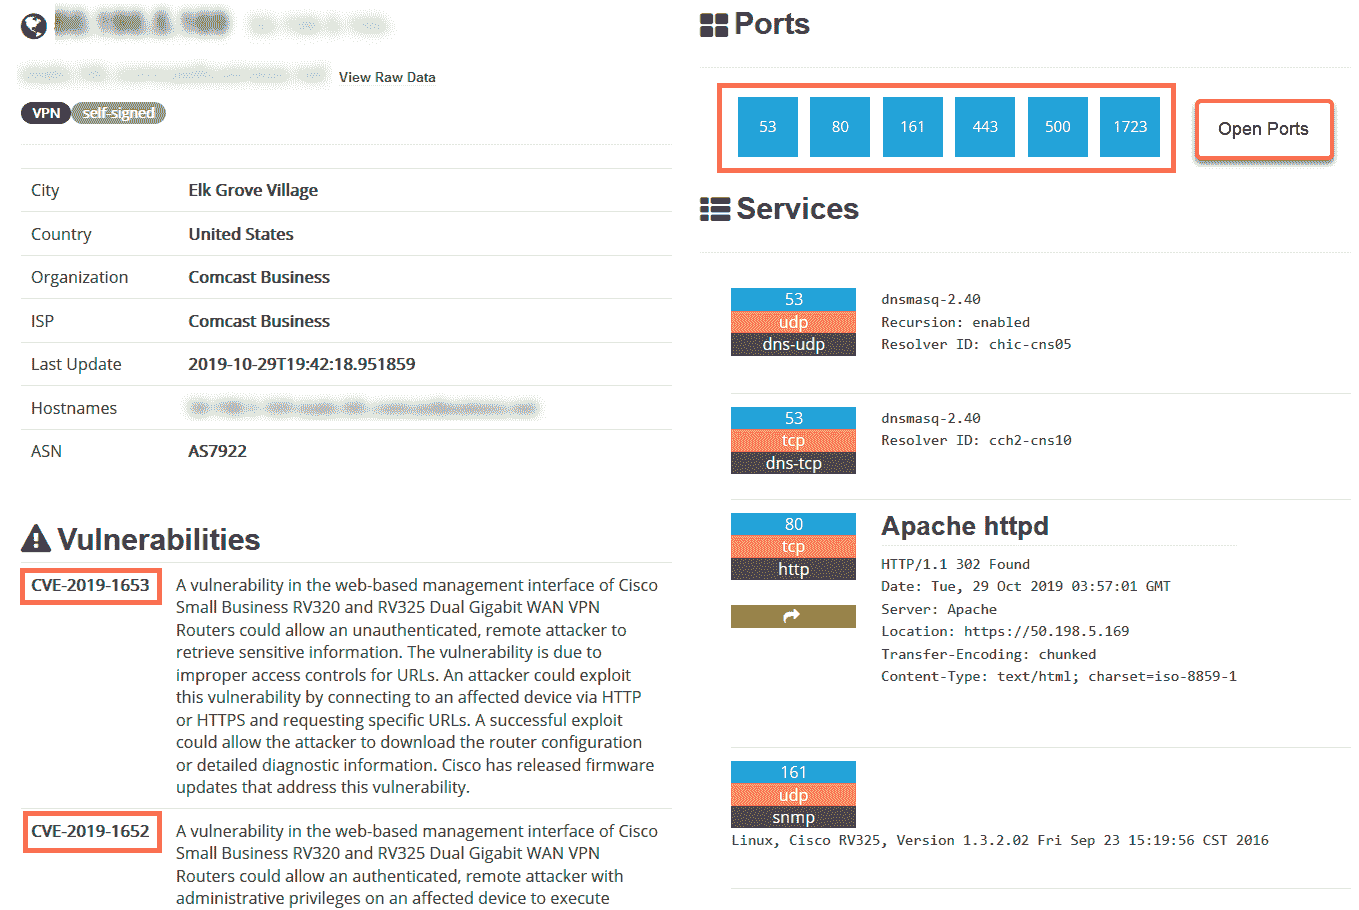 View Raw Data
VPN self-signed
City Elk Grove Village
Country United States
Organization Comcast Business
ISP Comcast Business
Last Update 2019-10-29T19:42:18.951859
Hostnames
ASN AS7922
Vulnerabilities
CVE-2019-1653 A vulnerability in the web-based management interface of Cisco
Small Business RV320 and RV325 Dual Gigabit WAN VPN
Routers could allow an unauthenticated, remote attacker to
retrieve sensitive information. The vulnerability is due to
improper access controls for URLs. An attacker could exploit
this vulnerability by connecting to an affected device via HTTP
or HTTPS and requesting specific URLs. A successful exploit
could allow the attacker to download the router configuration
or detailed diagnostic information. Cisco has released firmware
updates that address this vulnerability.
CVE-2019-1652 A vulnerability in the web-based management interface of Cisco
Small Business RV320 and RV325 Dual Gigabit WAN VPN
Routers could allow an authenticated, remote attacker with
administrative privileges on an affected device to execute
Ports
53 80 161 443 500 1723
Open Ports
Services
53
udp
dns-udp
dnsmasq-2.40
Recursion: enabled
Resolver ID: chic-cns05
53
tcp
dns-tcp
dnsmasq-2.40
Resolver ID: cch2-cns10
80
tcp
http
Apache httpd
HTTP/1.1 302 Found
Date: Tue, 29 Oct 2019 03:57:01 GMT
Server: Apache
Location: https://50.198.5.169
Transfer-Encoding: chunked
Content-Type: text/html; charset=iso-8859-1
161
udp
snmp
Linux, Cisco RV325, Version 1.3.2.02 Fri Sep 23 15:19:56 CST 2016